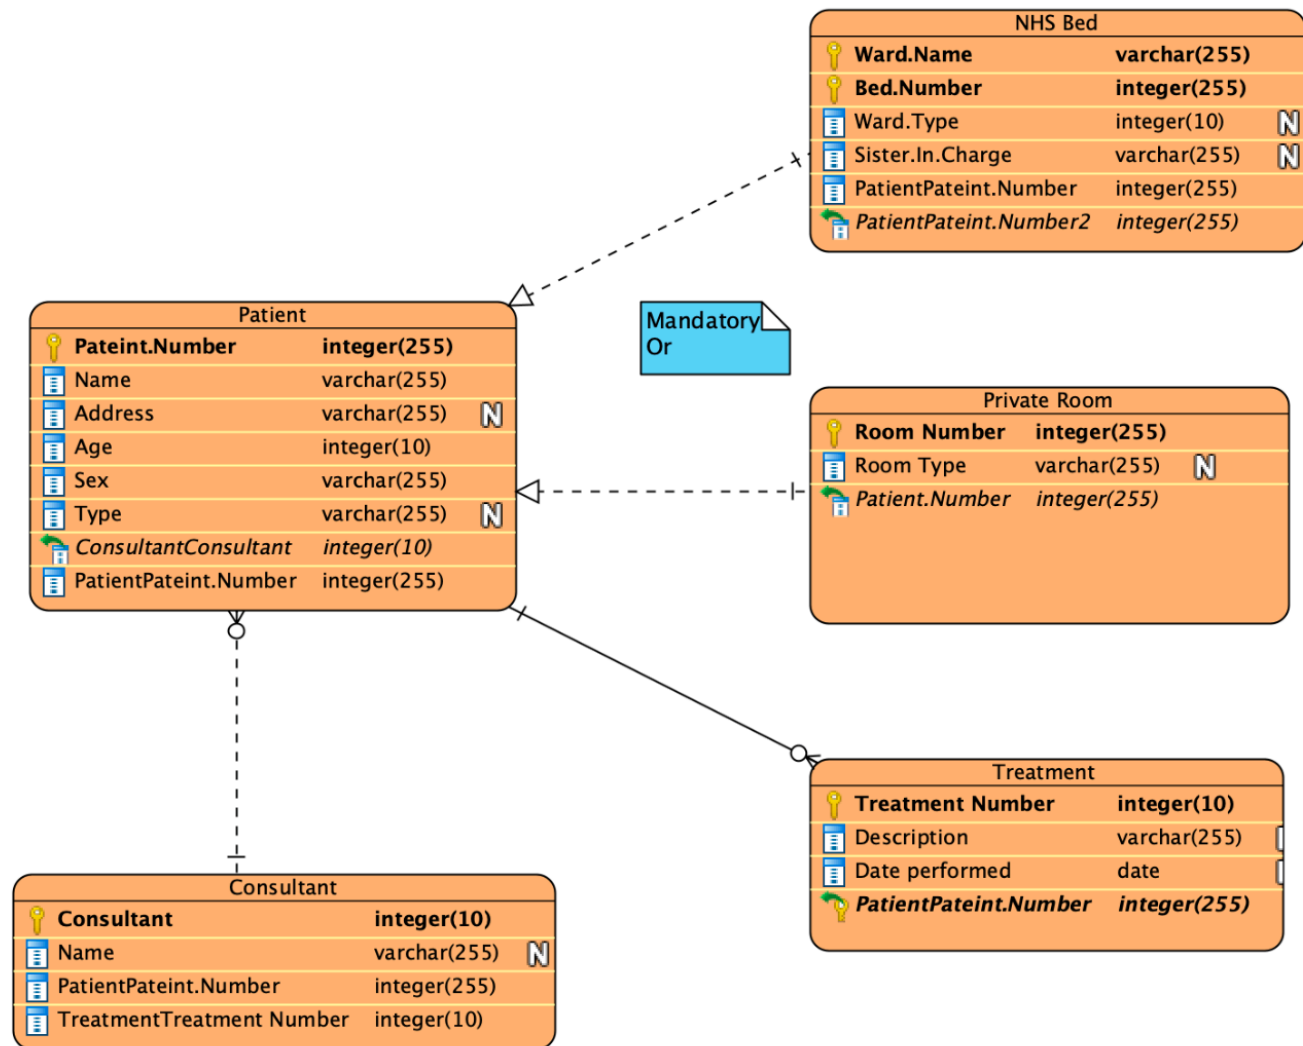 NHS Bed
Ward.Name varchar(255)
Bed.Number integer(255)
Ward.Type integer(10) N
Sister.In.Charge varchar(255) N
PatientPateint.Number integer(255)
PatientPateint.Number2 integer(255)
Patient
Pateint.Number integer(255)
Name varchar(255)
Address varchar(255) N
Age integer(10)
Sex varchar(255)
Type varchar(255) N
ConsultantConsultant integer(10)
PatientPateint.Number integer(255)
Mandatory
Or
Private Room
Room Number integer(255)
Room Type varchar(255) N
Patient.Number integer(255)
Treatment
Treatment Number integer(10)
Description varchar(255)
Date performed date
PatientPateint.Number integer(255)
Consultant
Consultant integer(10)
Name varchar(255) N
PatientPateint.Number integer(255)
TreatmentTreatment Number integer(10)